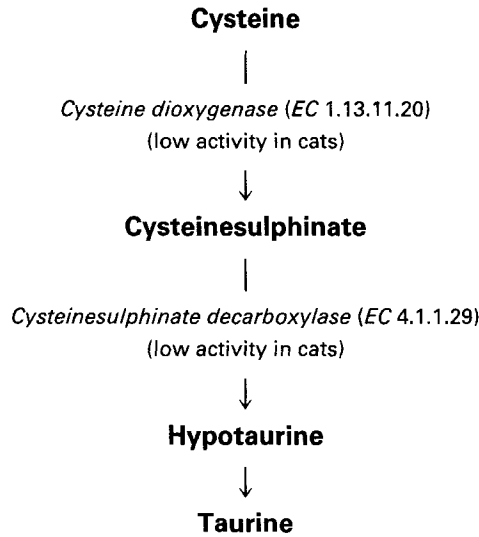 Cysteine
Cysteine dioxygenase (EC 1.13.11.20)
(low activity in cats)
Cysteinesulphinate
Cysteinesulphinate decarboxylase (EC 4.1.1.29)
(low activity in cats)
Hypotaurine
Taurine